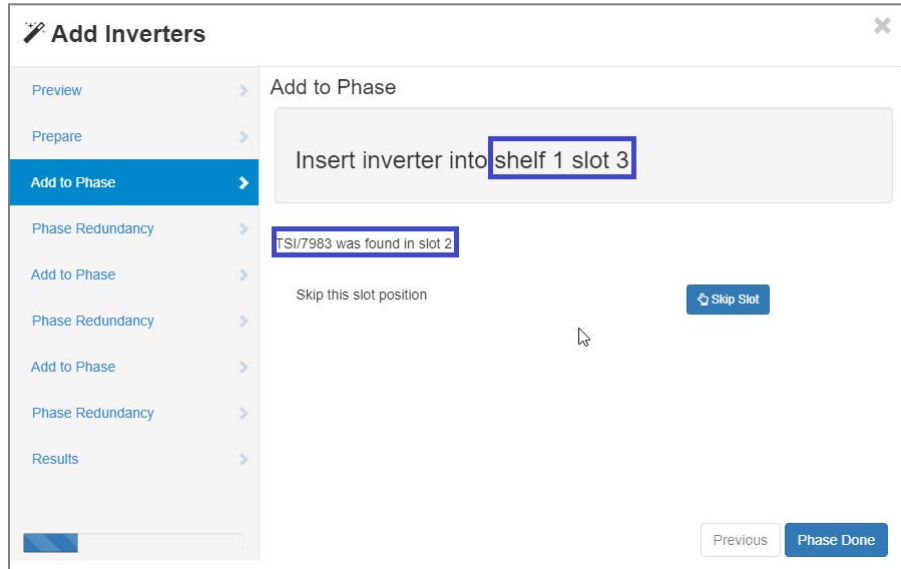 Add Inverters
Preview
Prepare
Add to Phase
Phase Redundancy
Add to Phase
Phase Redundancy
Add to Phase
Phase Redundancy
Results
Add to Phase
Insert inverter into shelf 1 slot 3
TSI/7983 was found in slot 2
Skip this slot position
Skip Slot
Previous
Phase Done